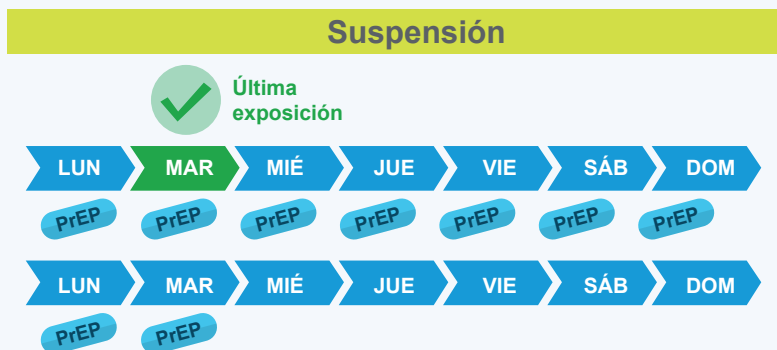 Suspensión
Última
exposición
LUN MAR MIÉ JUE VIE SÁB DOM
PrEP PrEP PrEP PrEP PrEP PrEP PrEP
LUN MAR MIÉ JUE VIE SÁB DOM
PrEP PrEP